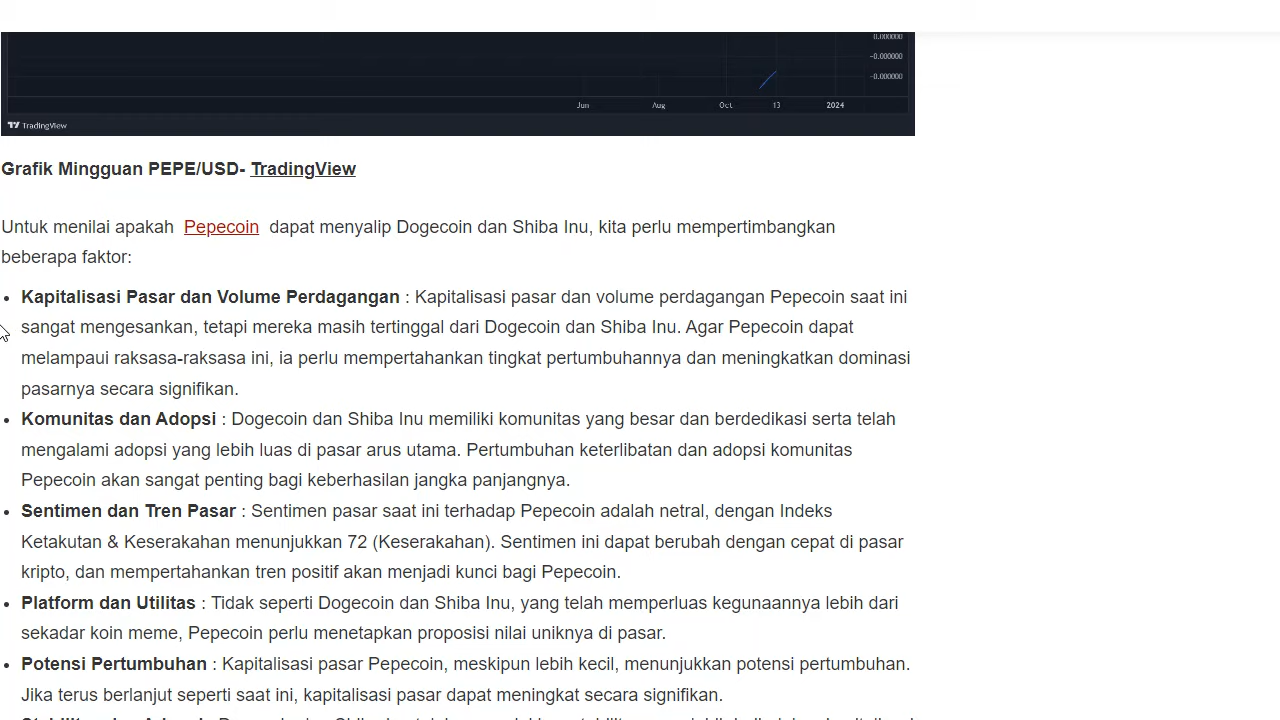 0.000000
-0.000000
-0.000000
Jun Aug Oct 13 2024
TradingView
Grafik Mingguan PEPE/USD- TradingView
Untuk menilai apakah Pepecoin dapat menyalip Dogecoin dan Shiba Inu, kita perlu mempertimbangkan
beberapa faktor:
• Kapitalisasi Pasar dan Volume Perdagangan : Kapitalisasi pasar dan volume perdagangan Pepecoin saat ini
sangat mengesankan, tetapi mereka masih tertinggal dari Dogecoin dan Shiba Inu. Agar Pepecoin dapat
melampaui raksasa-raksasa ini, ia perlu mempertahankan tingkat pertumbuhannya dan meningkatkan dominasi
pasarnya secara signifikan.
• Komunitas dan Adopsi : Dogecoin dan Shiba Inu memiliki komunitas yang besar dan berdedikasi serta telah
mengalami adopsi yang lebih luas di pasar arus utama. Pertumbuhan keterlibatan dan adopsi komunitas
Pepecoin akan sangat penting bagi keberhasilan jangka panjangnya.
• Sentimen dan Tren Pasar : Sentimen pasar saat ini terhadap Pepecoin adalah netral, dengan Indeks
Ketakutan & Keserakahan menunjukkan 72 (Keserakahan). Sentimen ini dapat berubah dengan cepat di pasar
kripto, dan mempertahankan tren positif akan menjadi kunci bagi Pepecoin.
• Platform dan Utilitas : Tidak seperti Dogecoin dan Shiba Inu, yang telah memperluas kegunaannya lebih dari
sekadar koin meme, Pepecoin perlu menetapkan proposisi nilai uniknya di pasar.
• Potensi Pertumbuhan : Kapitalisasi pasar Pepecoin, meskipun lebih kecil, menunjukkan potensi pertumbuhan.
Jika terus berlanjut seperti saat ini, kapitalisasi pasar dapat meningkat secara signifikan.